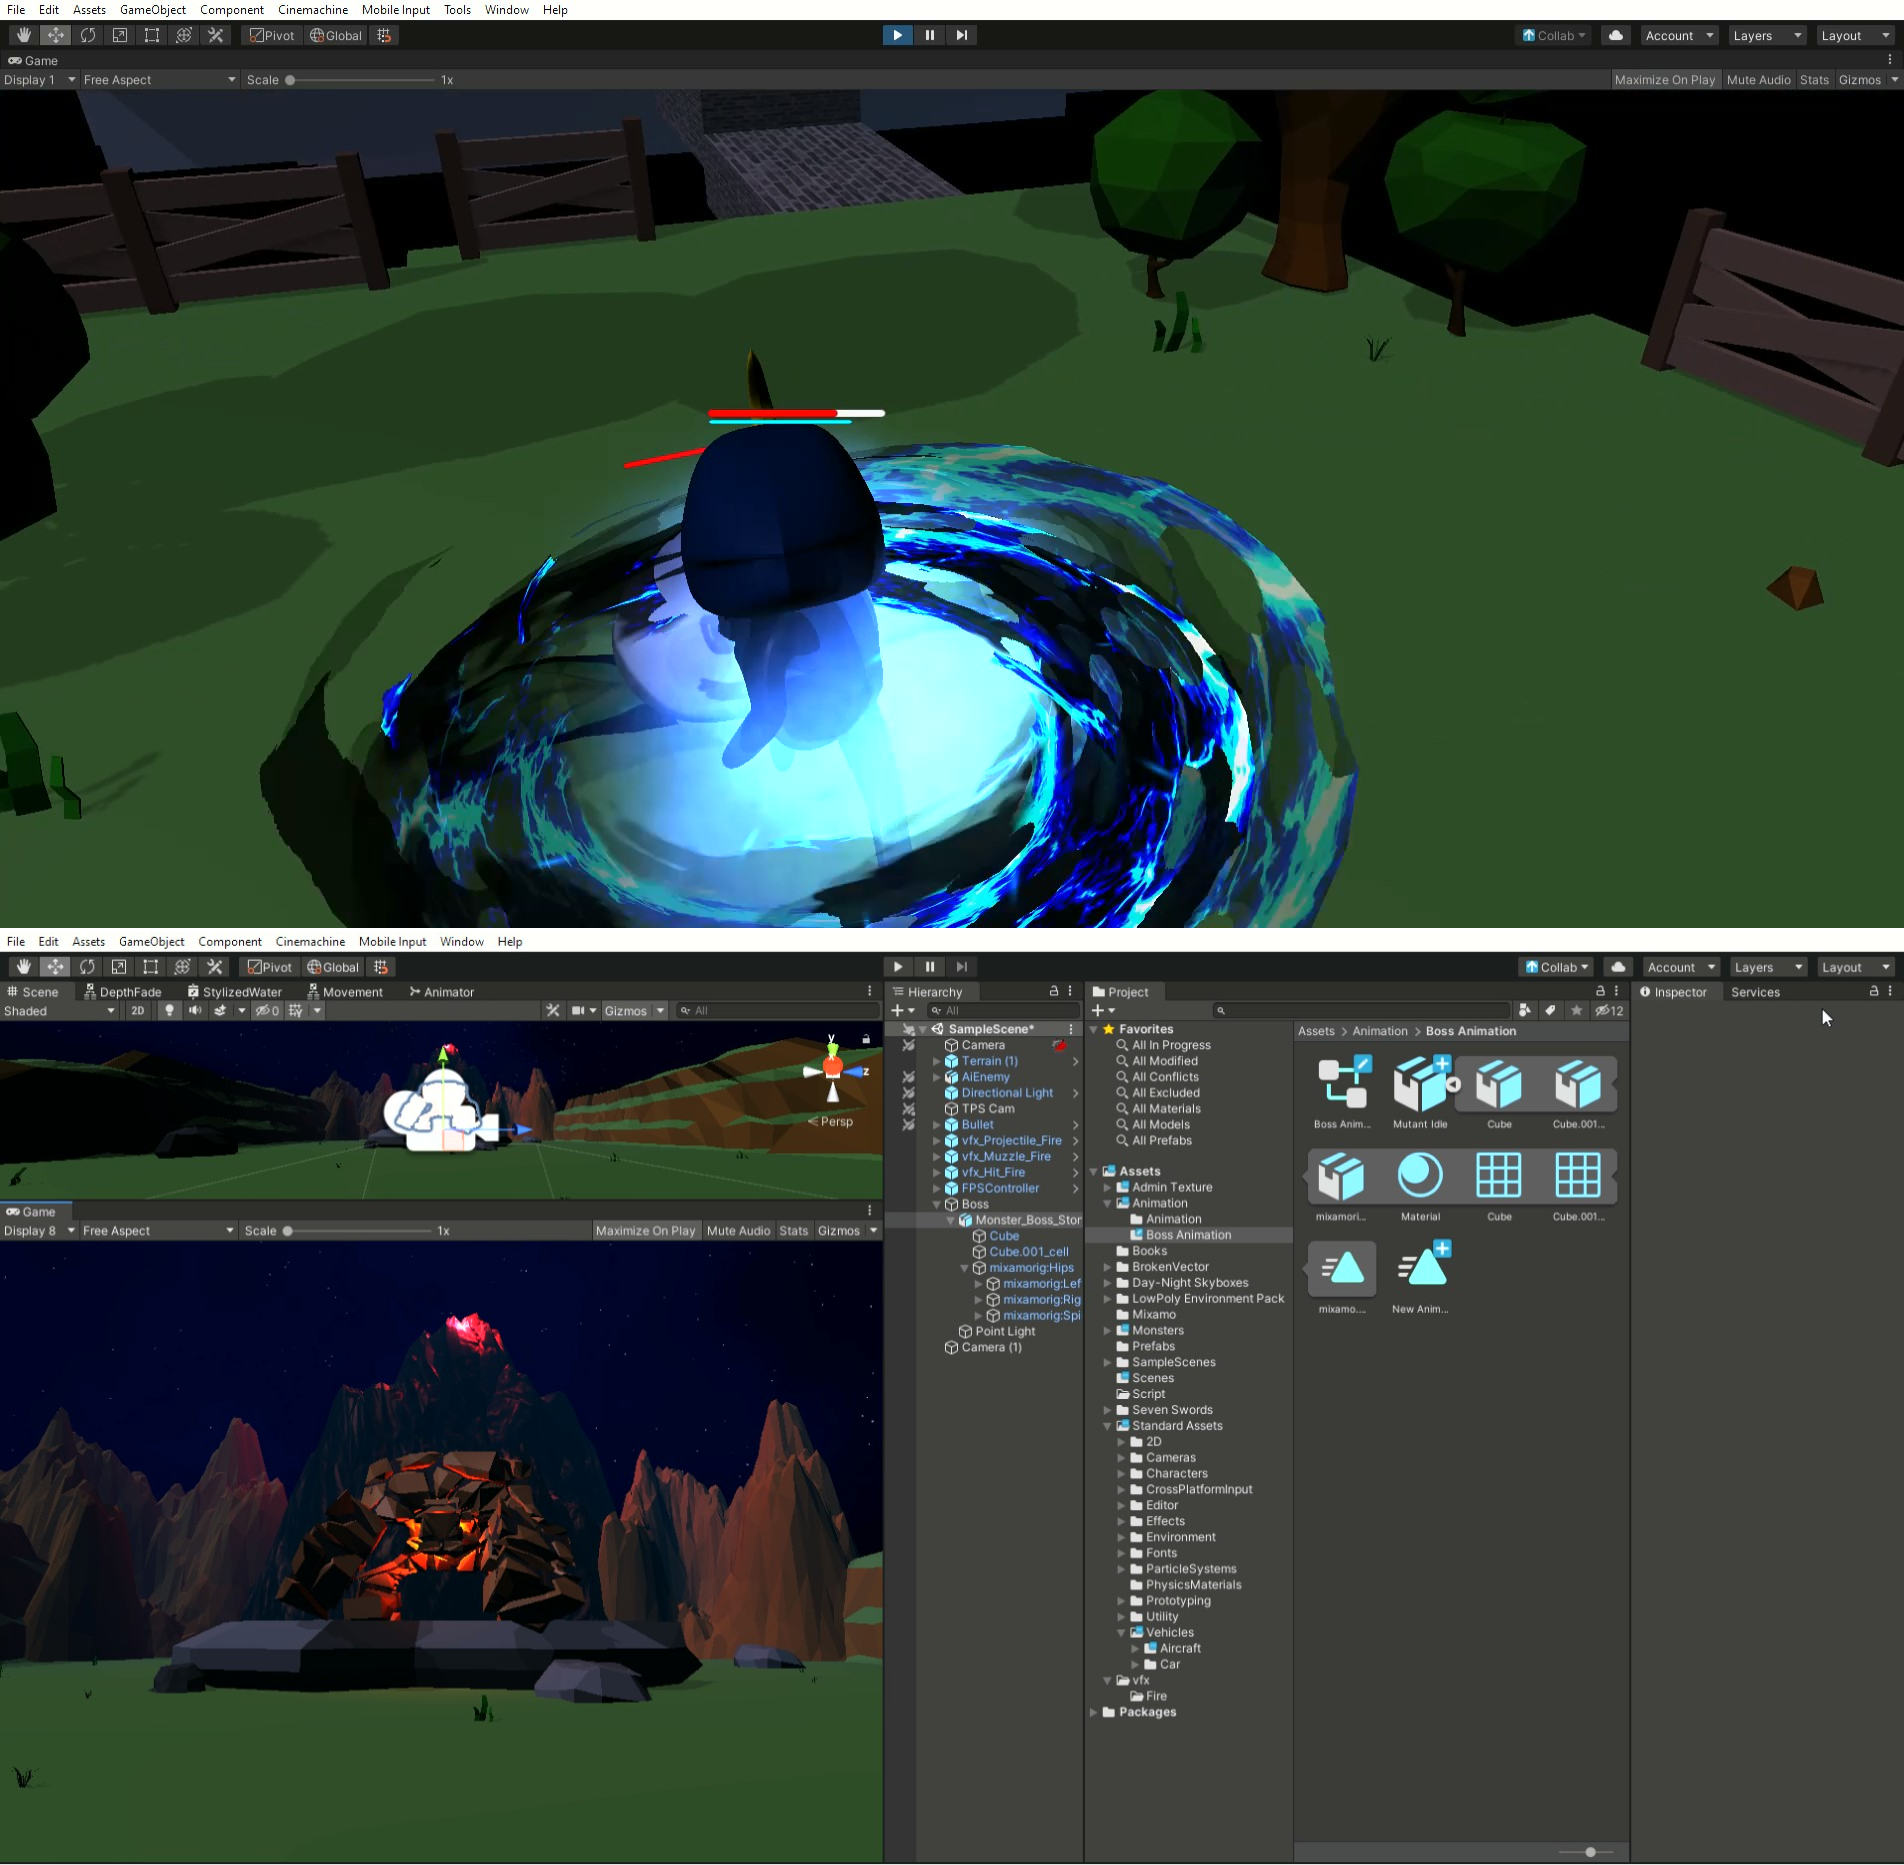 File Edit Assets GameObject Component Cinemachine Mobile Input Tools Window Help
Pivot Global Collab Account Layers Layout
Game
Display 1 Free Aspect Scale 1x Maximize On Play Mute Audio Stats Gizmos
File Edit Assets GameObject Component Cinemachine Mobile Input Window Help
Pivot Global Collab Account Layers Layout
Scene DepthFade StylizedWater Movement Animator
Shaded 2D 0 Gizmos All
y
z
Persp
Game
Display 8 Free Aspect Scale 1x Maximize On Play Mute Audio Stats Gizmos
Hierarchy
All
SampleScene*
Camera
Terrain (1)
AiEnemy
Directional Light
TPS Cam
Bullet
vfx_Projectile_Fire
vfx_Muzzle_Fire
vfx_Hit_Fire
FPSController
Boss
Monster_Boss_Stor
Cube
Cube.001_cell
mixamorig:Hips
mixamorig:Lef
mixamorig:Rig
mixamorig:Spi
Point Light
Camera (1)
Project
12
Favorites
All In Progress
All Modified
All Conflicts
All Excluded
All Materials
All Models
All Prefabs
Assets
Admin Texture
Animation
Animation
Boss Animation
Books
BrokenVector
Day-Night Skyboxes
LowPoly Environment Pack
Mixamo
Monsters
Prefabs
SampleScenes
Scenes
Script
Seven Swords
Standard Assets
2D
Cameras
Characters
CrossPlatformInput
Editor
Effects
Environment
Fonts
ParticleSystems
PhysicsMaterials
Prototyping
Utility
Vehicles
Aircraft
Car
vfx
Fire
Packages
Assets > Animation > Boss Animation
Boss Anim... Mutant Idle Cube Cube.001...
mixamori... Material Cube Cube.001...
mixamo.... New Anim...
Inspector Services